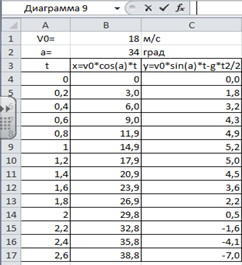 Диаграмма 9 fx
A B C
1 V0= 18 м/с
2 a= 34 град
3 t x=v0*cos(a)*t y=v0*sin(a)*t-g*t2/2
4 0 0 0,0
5 0,2 3,0 1,8
6 0,4 6,0 3,2
7 0,6 9,0 4,3
8 0,8 11,9 4,9
9 1 14,9 5,2
10 1,2 17,9 5,0
11 1,4 20,9 4,5
12 1,6 23,9 3,6
13 1,8 26,9 2,2
14 2 29,8 0,5
15 2,2 32,8 -1,6
16 2,4 35,8 -4,1
17 2,6 38,8 -7,0